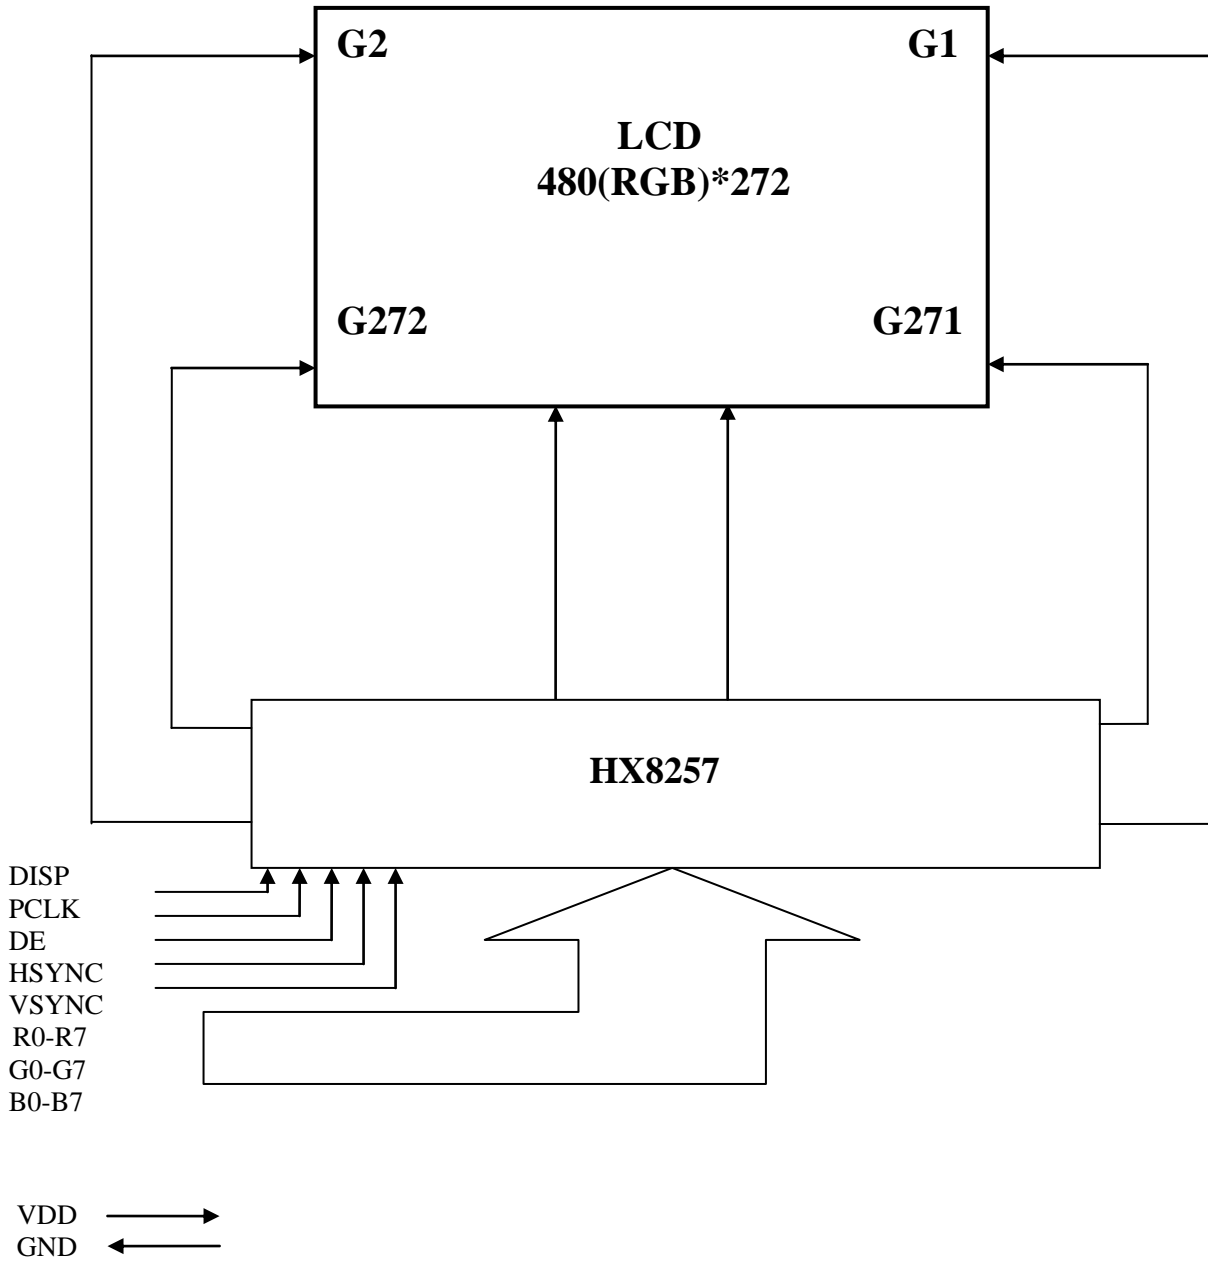 G2 G1
LCD
480(RGB)*272
G272 G271
HX8257
DISP
PCLK
DE
HSYNC
VSYNC
R0-R7
G0-G7
B0-B7
VDD
GND